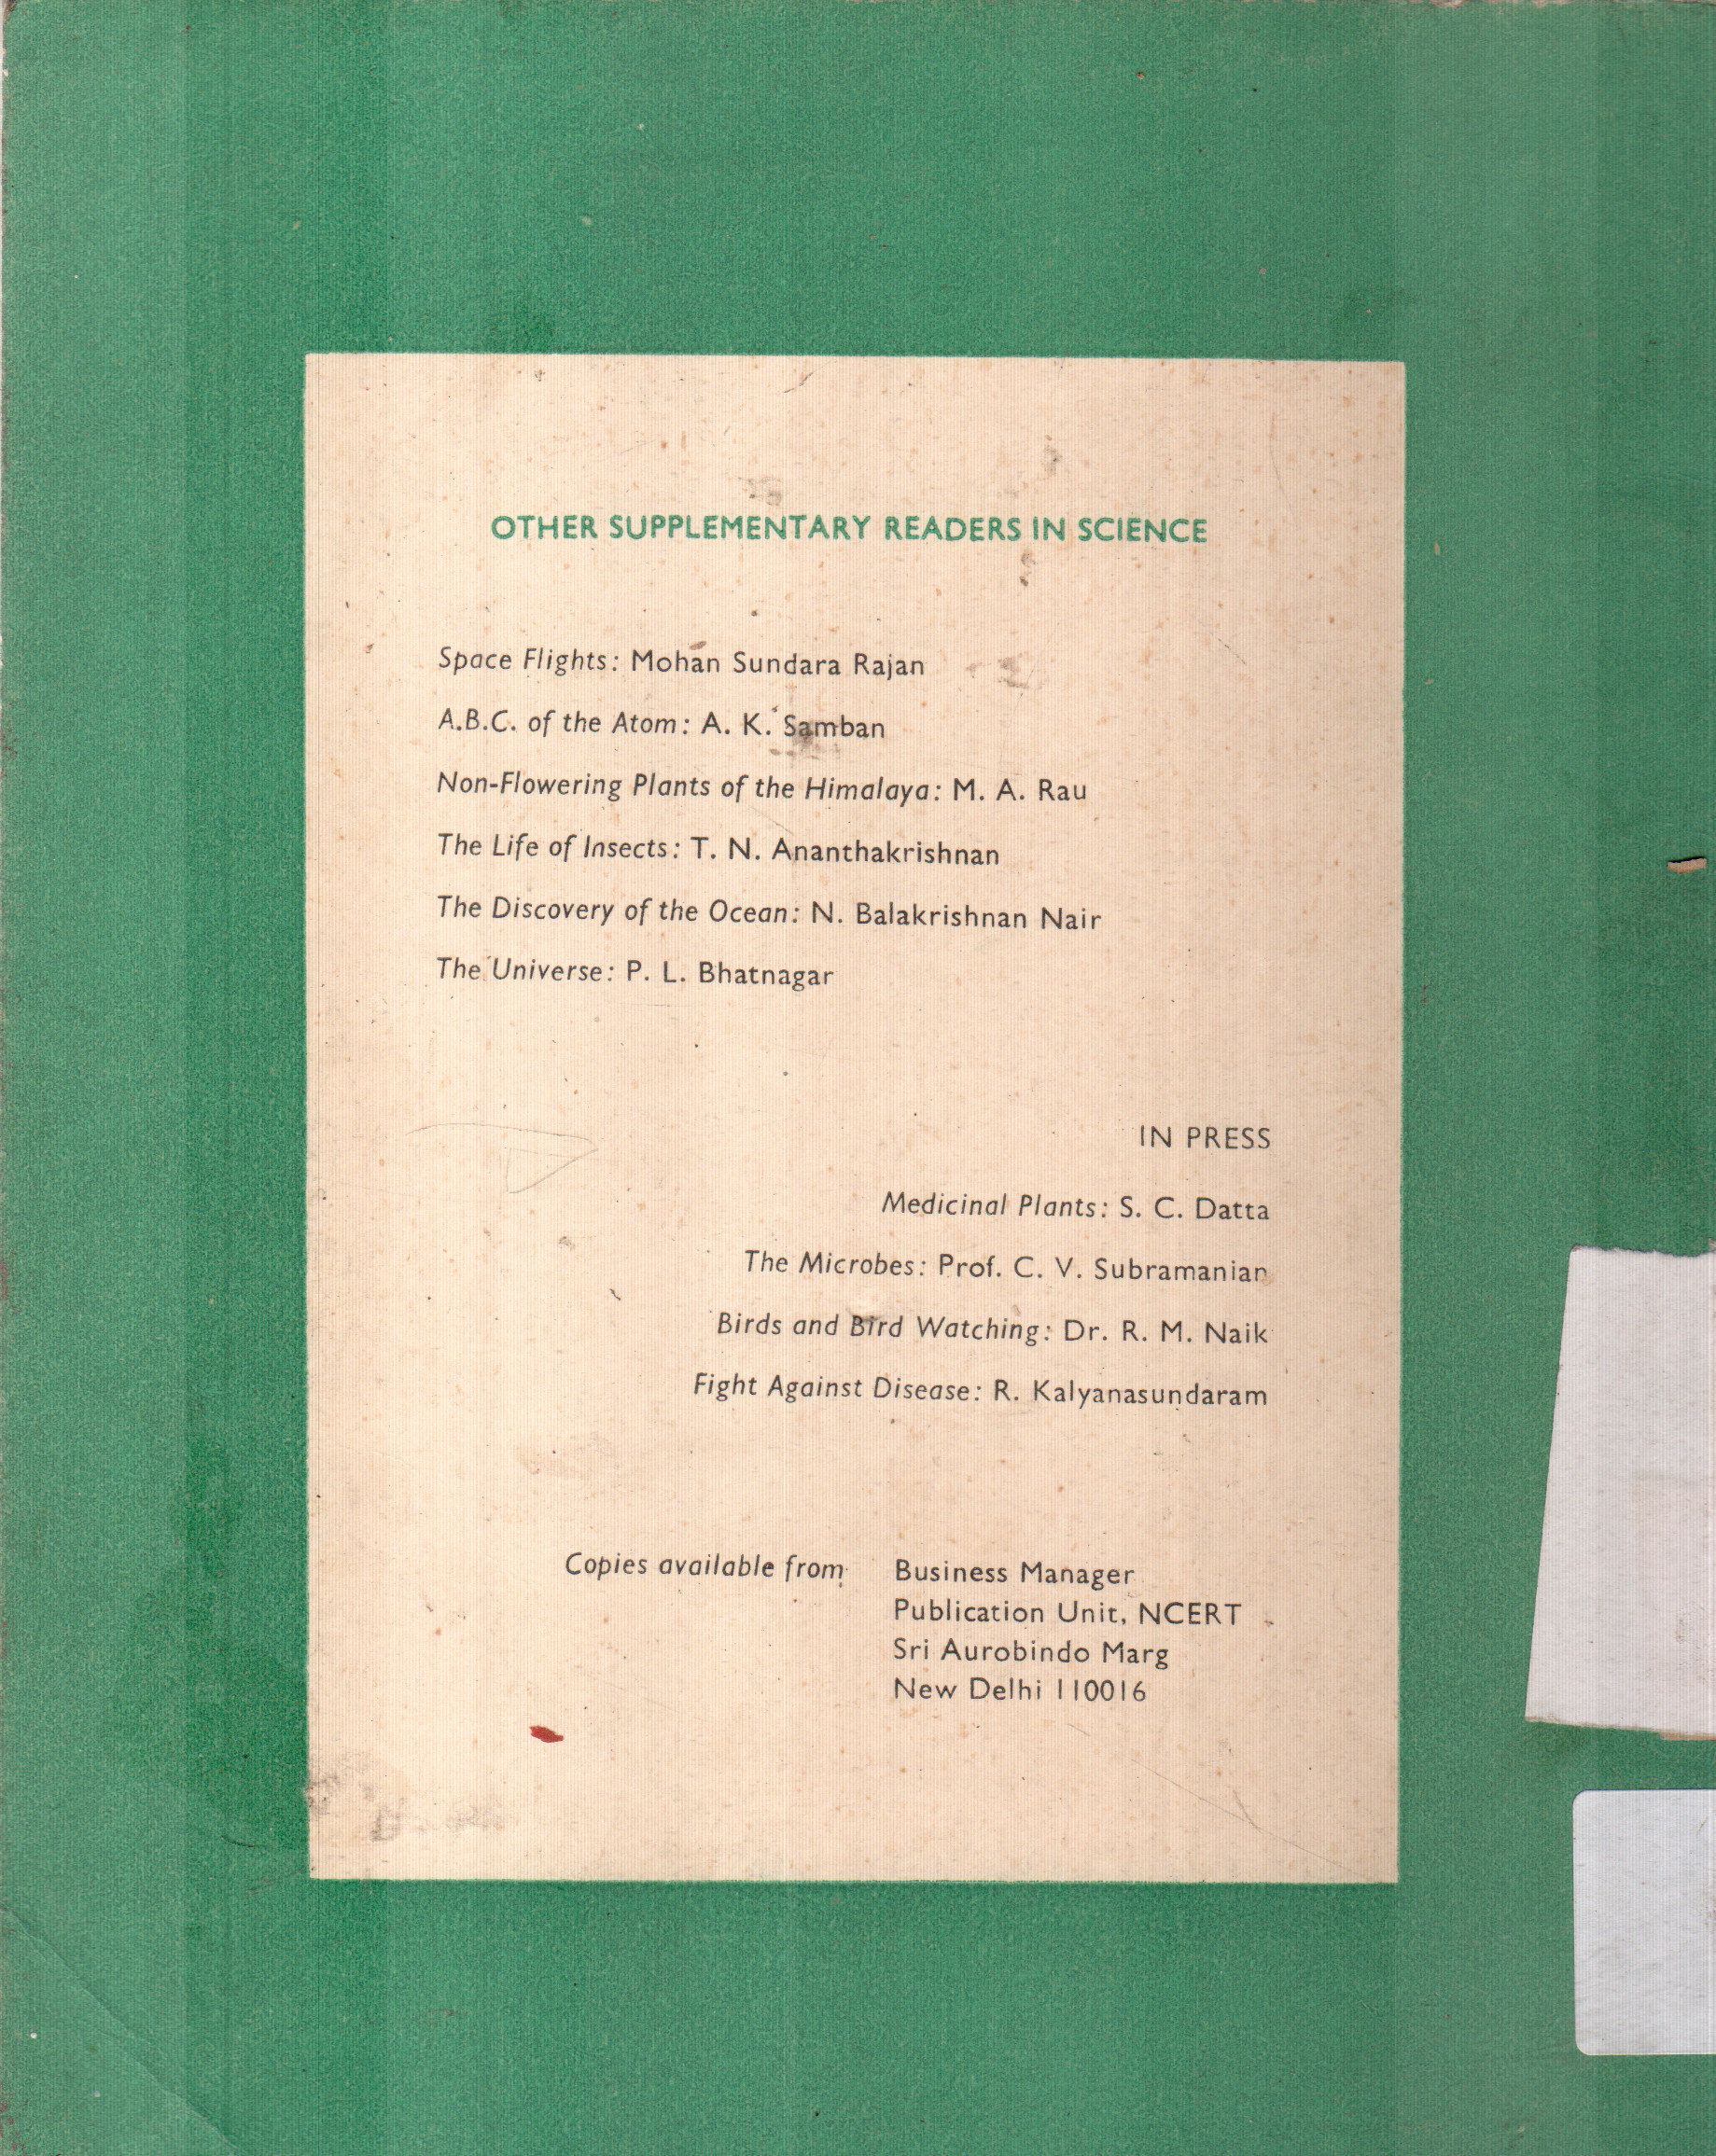 OTHER SUPPLEMENTARY READERS IN SCIENCE
Space Flights: Mohan Sundara Rajan
A.B.C. of the Atom: A. K. Samban
Non-Flowering Plants of the Himalaya: M. A. Rau
The Life of Insects: T. N. Ananthakrishnan
The Discovery of the Ocean: N. Balakrishnan Nair
The Universe: P. L. Bhatnagar
IN PRESS
Medicinal Plants: S. C. Datta
The Microbes: Prof. C. V. Subramanian
Birds and Bird Watching: Dr. R. M. Naik
Fight Against Disease: R. Kalyanasundaram
Copies available from Business Manager
Publication Unit, NCERT
Sri Aurobindo Marg
New Delhi 110016